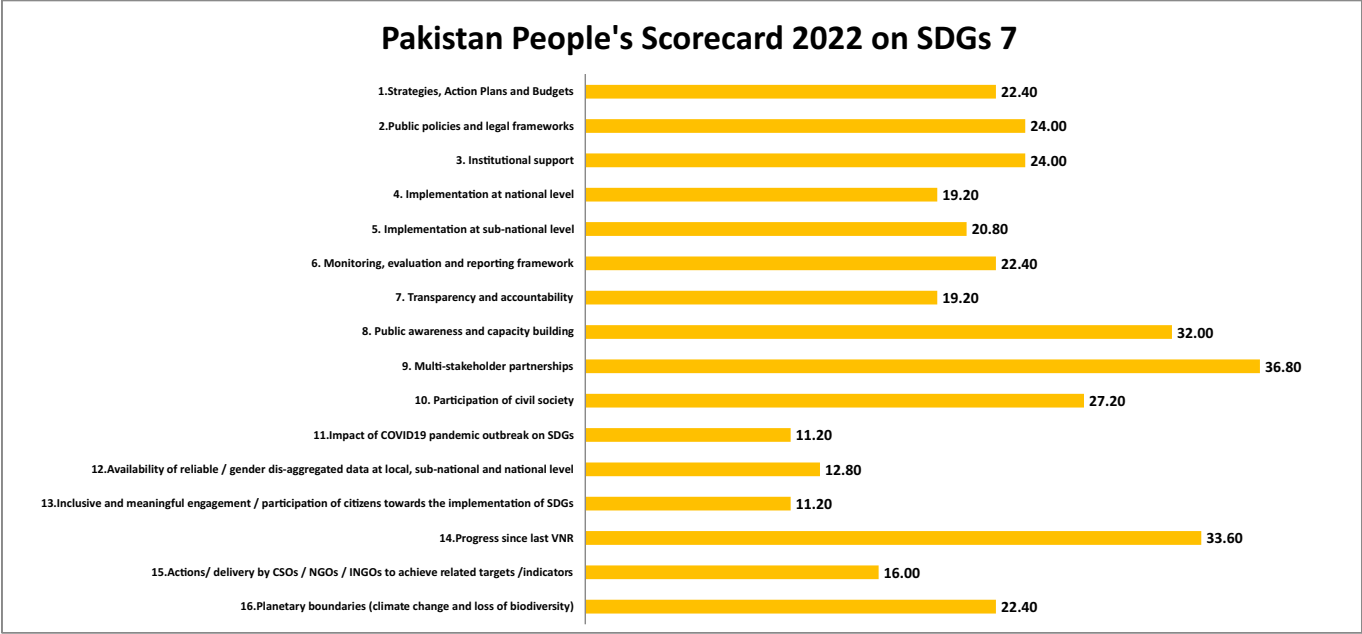 Pakistan People's Scorecard 2022 on SDGs 7
1.Strategies, Action Plans and Budgets 22.40
2.Public policies and legal frameworks 24.00
3. Institutional support 24.00
4. Implementation at national level 19.20
5. Implementation at sub-national level 20.80
6. Monitoring, evaluation and reporting framework 22.40
7. Transparency and accountability 19.20
8. Public awareness and capacity building 32.00
9. Multi-stakeholder partnerships 36.80
10. Participation of civil society 27.20
11.Impact of COVID19 pandemic outbreak on SDGs 11.20
12.Availability of reliable / gender dis-aggregated data at local, sub-national and national level 12.80
13.Inclusive and meaningful engagement / participation of citizens towards the implementation of SDGs 11.20
14.Progress since last VNR 33.60
15.Actions/ delivery by CSOs / NGOs / INGOs to achieve related targets /indicators 16.00
16.Planetary boundaries (climate change and loss of biodiversity) 22.40